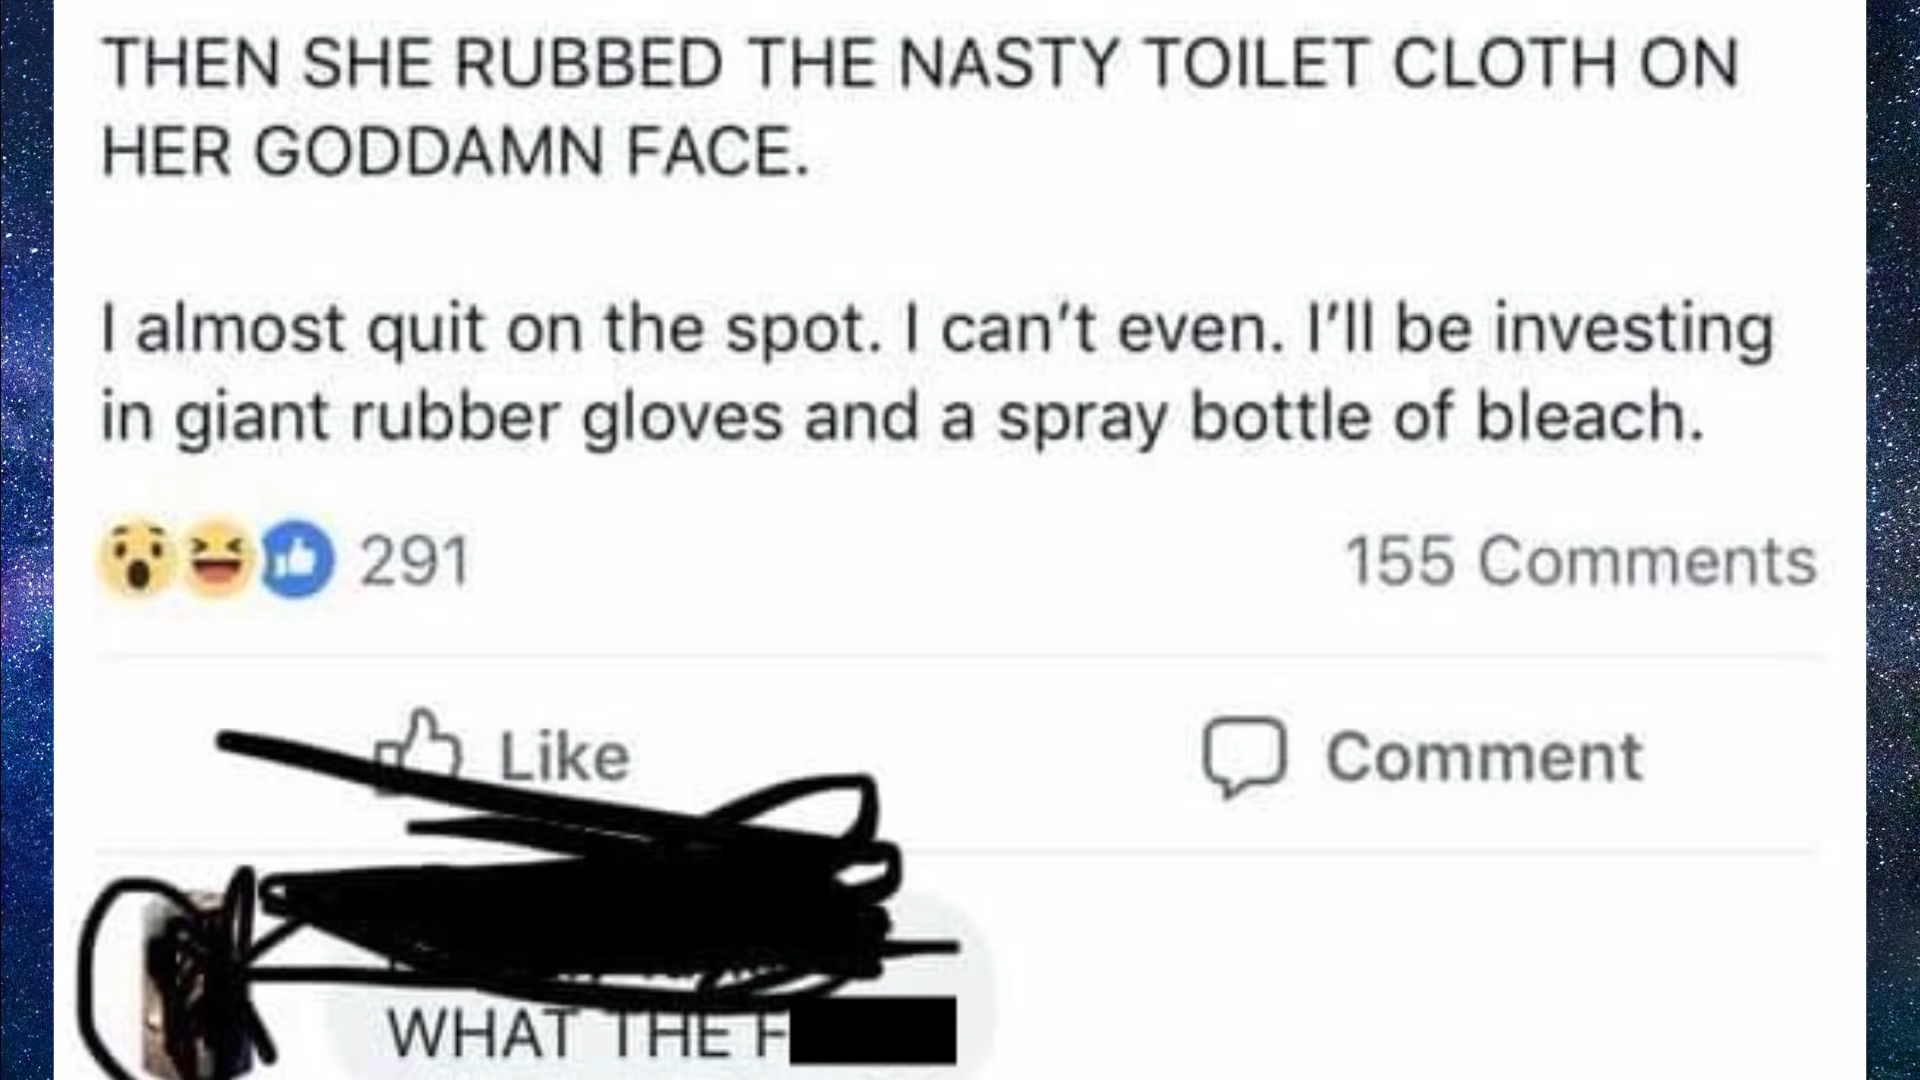 THEN SHE RUBBED THE NASTY TOILET CLOTH ON
HER GODDAMN FACE.
I almost quit on the spot. I can’t even. I’ll be investing
in giant rubber gloves and a spray bottle of bleach.
291 155 Comments
Like Comment
WHAT THE F